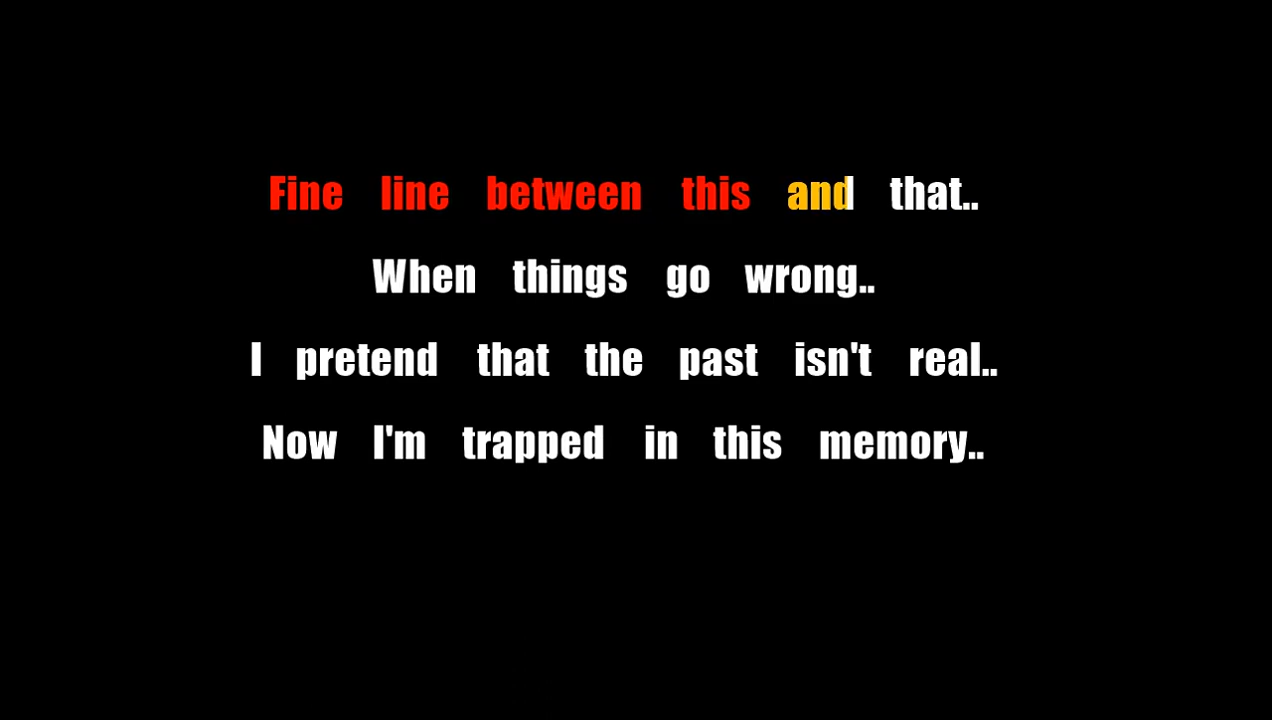 Fine line between this and that..
When things go wrong..
I pretend that the past isn't real..
Now I'm trapped in this memory..